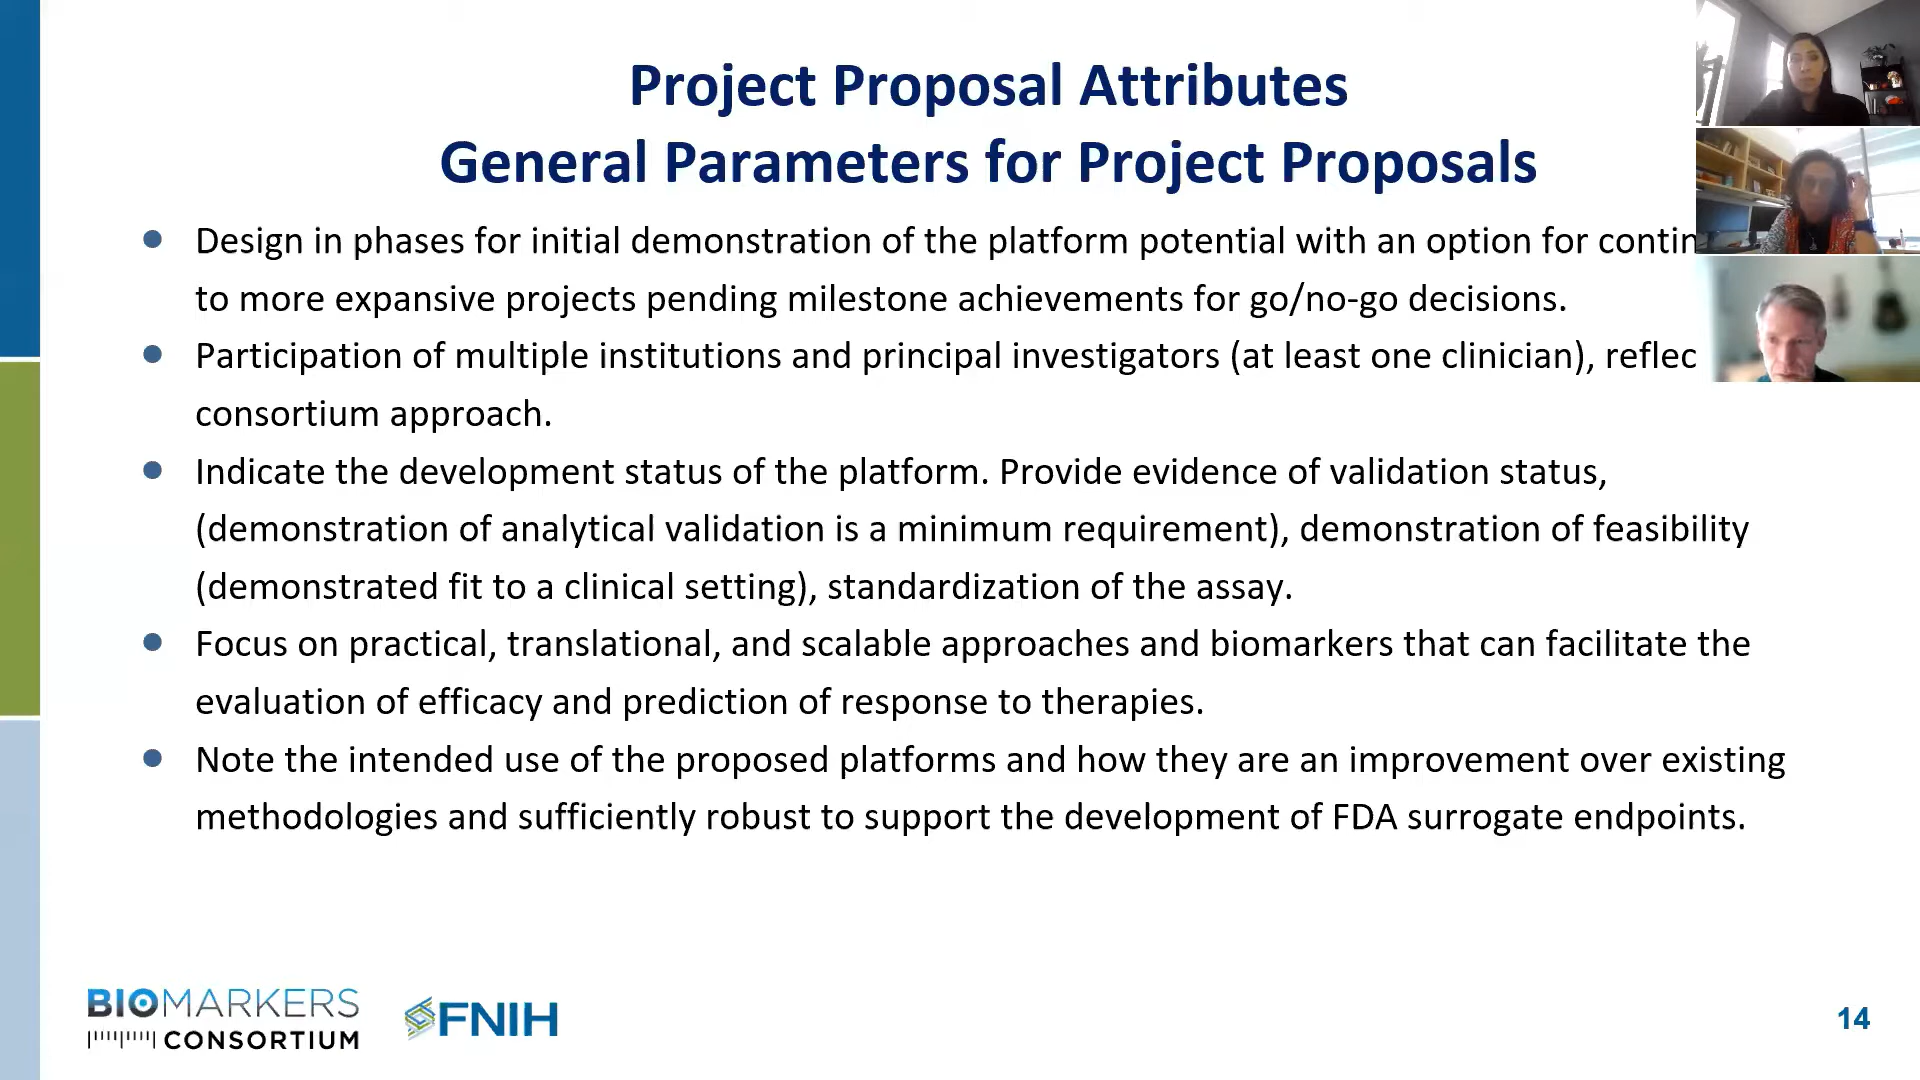 Project Proposal Attributes
General Parameters for Project Proposals
● Design in phases for initial demonstration of the platform potential with an option for contin
to more expansive projects pending milestone achievements for go/no-go decisions.
● Participation of multiple institutions and principal investigators (at least one clinician), reflec
consortium approach.
● Indicate the development status of the platform. Provide evidence of validation status,
(demonstration of analytical validation is a minimum requirement), demonstration of feasibility
(demonstrated fit to a clinical setting), standardization of the assay.
● Focus on practical, translational, and scalable approaches and biomarkers that can facilitate the
evaluation of efficacy and prediction of response to therapies.
● Note the intended use of the proposed platforms and how they are an improvement over existing
methodologies and sufficiently robust to support the development of FDA surrogate endpoints.
BIOMARKERS
CONSORTIUM
FNIH
14